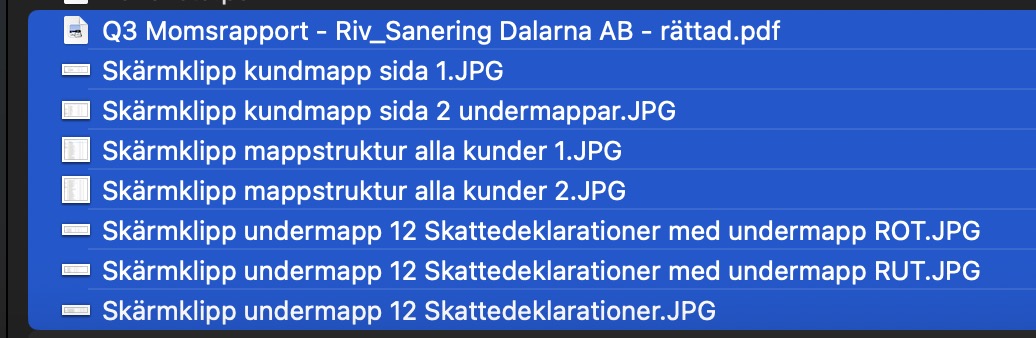 Q3 Momsrapport - Riv_Sanering Dalarna AB - rättad.pdf
Skärmklipp kundmapp sida 1.JPG
Skärmklipp kundmapp sida 2 undermappar.JPG
Skärmklipp mappstruktur alla kunder 1.JPG
Skärmklipp mappstruktur alla kunder 2.JPG
Skärmklipp undermapp 12 Skattedeklarationer med undermapp ROT.JPG
Skärmklipp undermapp 12 Skattedeklarationer med undermapp RUT.JPG
Skärmklipp undermapp 12 Skattedeklarationer.JPG